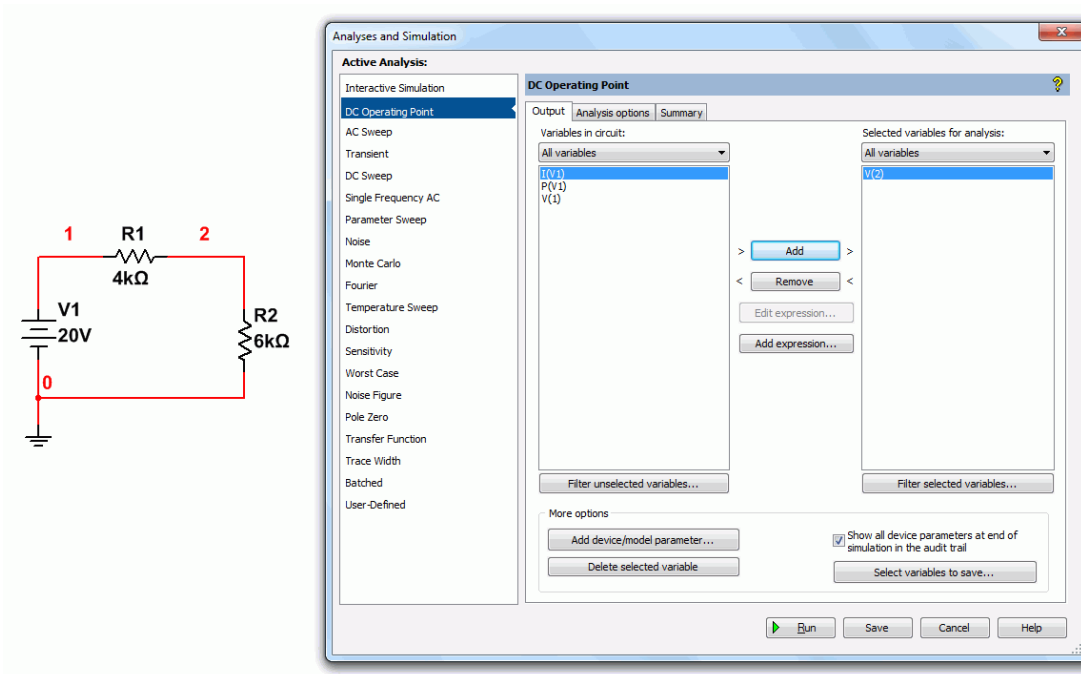 1
R1
2
4kΩ
V1
20V
R2
6kΩ
0
Analyses and Simulation
Active Analysis:
Interactive Simulation
DC Operating Point
AC Sweep
Transient
DC Sweep
Single Frequency AC
Parameter Sweep
Noise
Monte Carlo
Fourier
Temperature Sweep
Distortion
Sensitivity
Worst Case
Noise Figure
Pole Zero
Transfer Function
Trace Width
Batched
User-Defined
DC Operating Point
?
Output Analysis options Summary
Variables in circuit:
All variables
I(V1)
P(V1)
V(1)
> Add >
< Remove <
Edit expression...
Add expression...
Selected variables for analysis:
All variables
V(2)
Filter unselected variables...
Filter selected variables...
More options
Add device/model parameter...
Delete selected variable
Show all device parameters at end of
simulation in the audit trail
Select variables to save...
Run Save Cancel Help